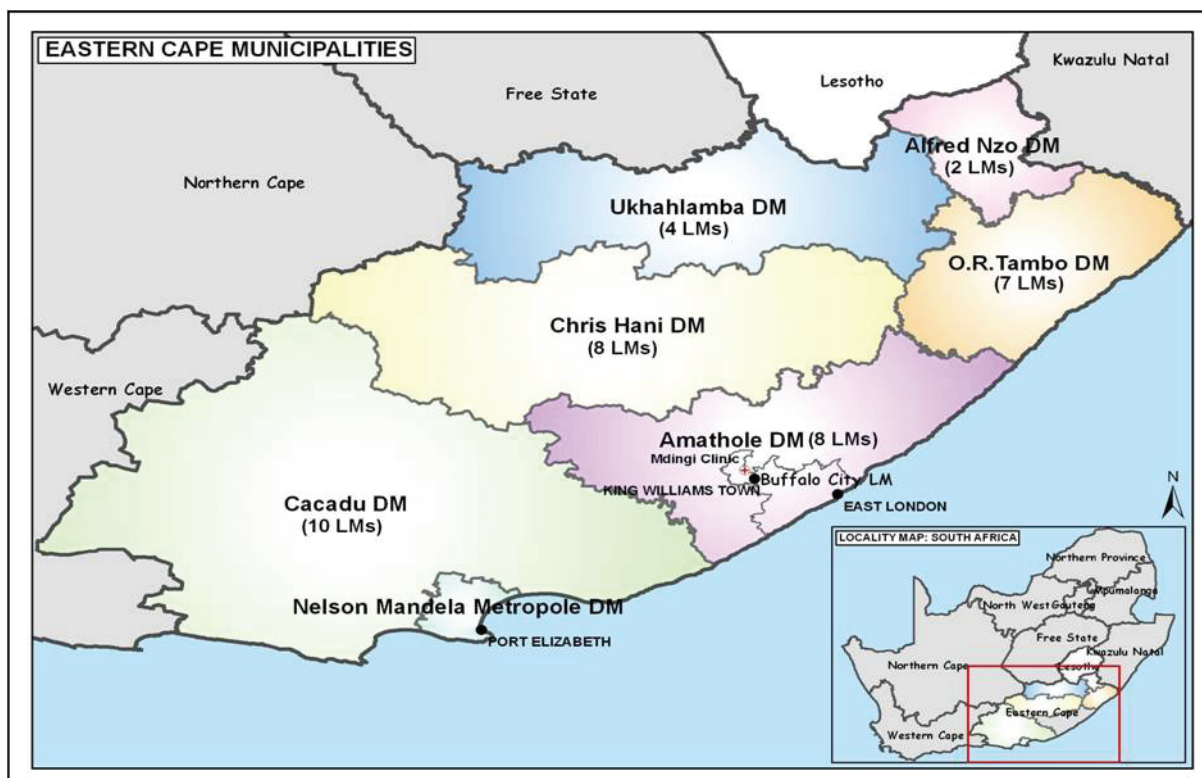 EASTERN CAPE MUNICIPALITIES
Kwazulu Natal
Lesotho
Free State
Alfred Nzo DM
(2 LMs)
Northern Cape
Ukhahlamba DM
(4 LMs)
O.R.Tambo DM
(7 LMs)
Chris Hani DM
(8 LMs)
Western Cape
Amathole DM (8 LMs)
Mdingi Clinic
Buffalo City LM
KING WILLIAMS TOWN
EAST LONDON
Cacadu DM
(10 LMs)
N
Nelson Mandela Metropole DM
PORT ELIZABETH
LOCALITY MAP: SOUTH AFRICA
Northern Province
Mpumalanga
North West
Gauteng
Free State
Kwazulu Natal
Lesotho
Northern Cape
Eastern Cape
Western Cape